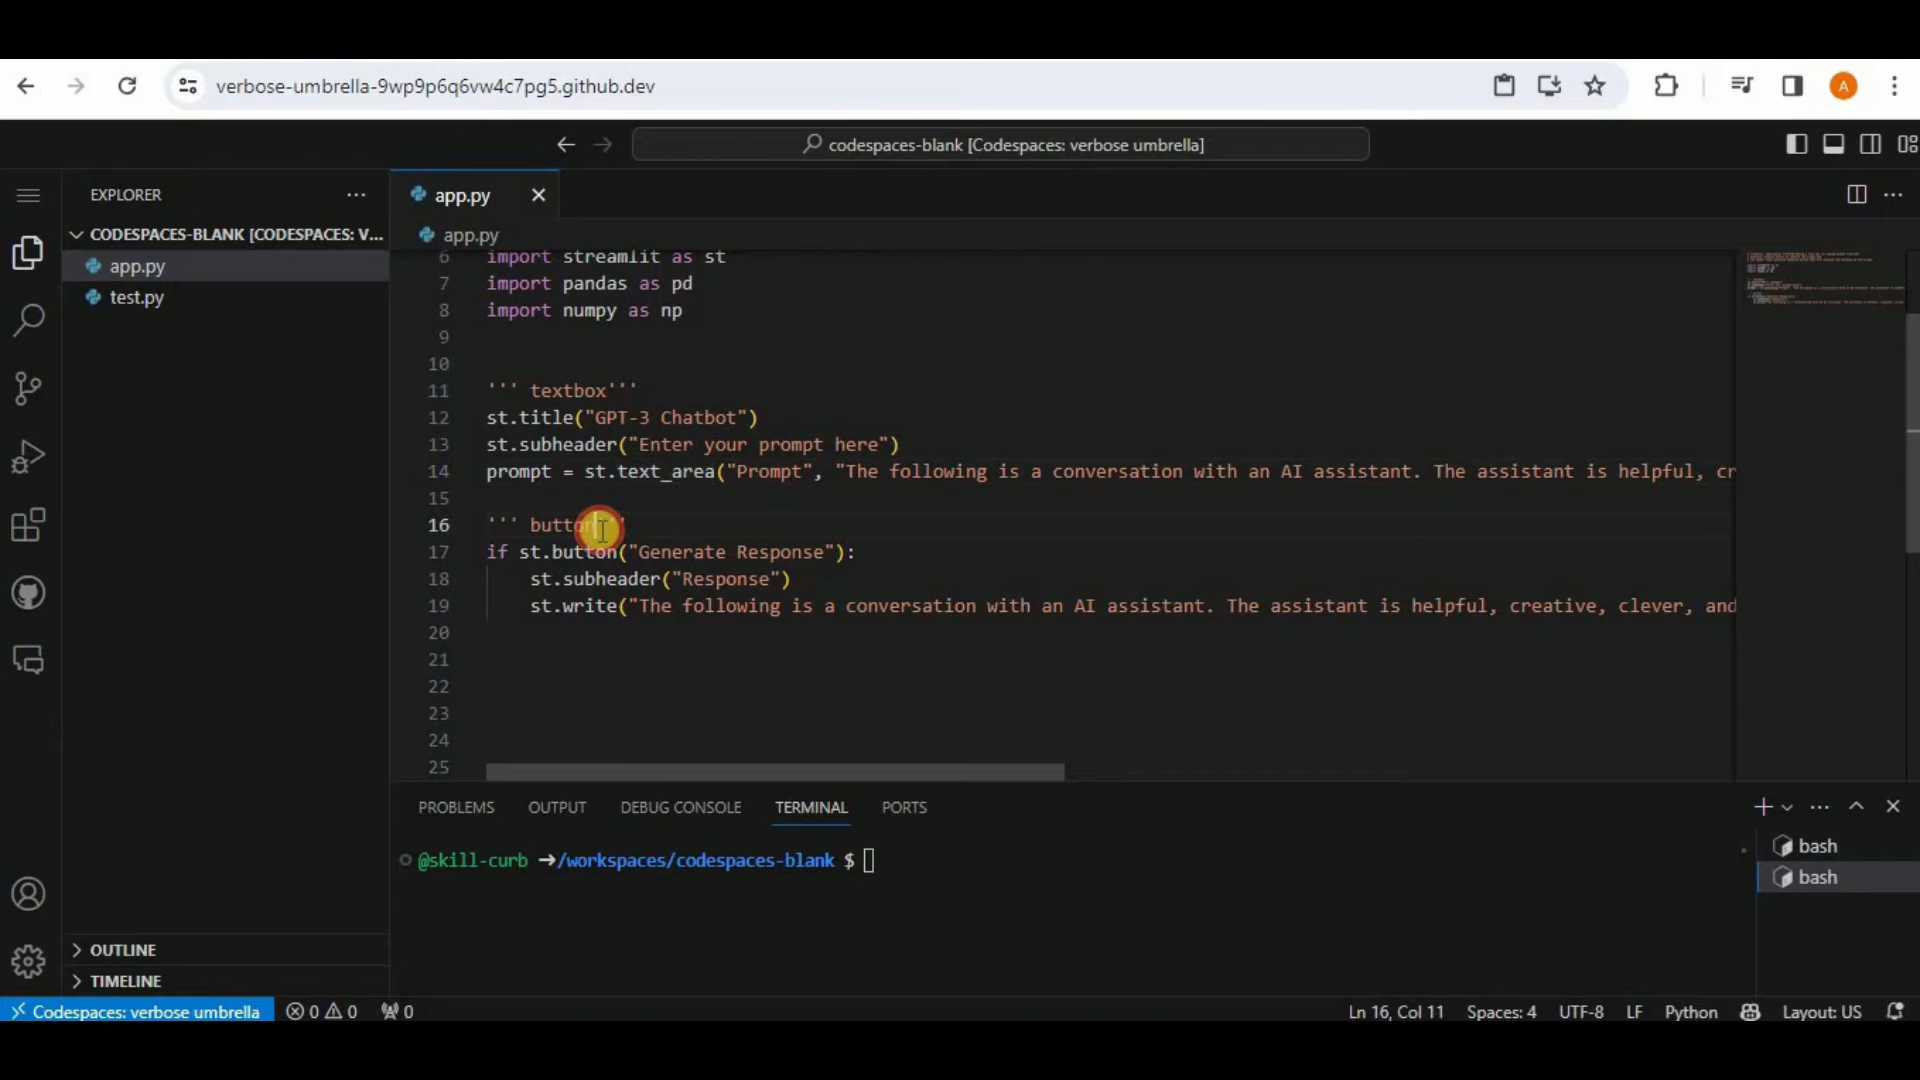 verbose-umbrella-9wp9p6q6vw4c7pg5.github.dev
A
codespaces-blank [Codespaces: verbose umbrella]
EXPLORER
CODESPACES-BLANK [CODESPACES: V...
app.py
test.py
OUTLINE
TIMELINE
app.py
app.py
6 import streamlit as st
7 import pandas as pd
8 import numpy as np
9
10
11 ''' textbox'''
12 st.title("GPT-3 Chatbot")
13 st.subheader("Enter your prompt here")
14 prompt = st.text_area("Prompt", "The following is a conversation with an AI assistant. The assistant is helpful, cr
15
16 ''' button'''
17 if st.button("Generate Response"):
18 st.subheader("Response")
19 st.write("The following is a conversation with an AI assistant. The assistant is helpful, creative, clever, and
20
21
22
23
24
25
PROBLEMS OUTPUT DEBUG CONSOLE TERMINAL PORTS
@skill-curb ➜/workspaces/codespaces-blank $
bash
bash
Codespaces: verbose umbrella 0 0 0 Ln 16, Col 11 Spaces: 4 UTF-8 LF Python Layout: US